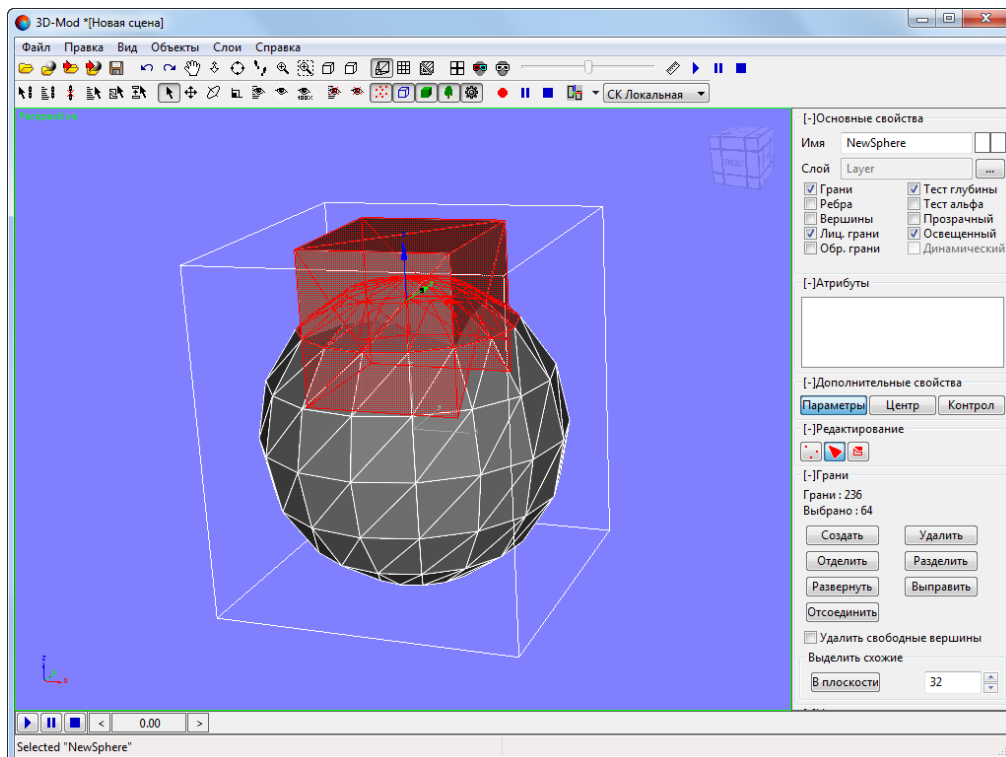 3D-Mod *[Новая сцена]
Файл Правка Вид Объекты Слои Справка
СК Локальная
Perspective
[-]Основные свойства
Имя NewSphere
Слой Layer ...
Грани Тест глубины
Ребра Тест альфа
Вершины Прозрачный
Лиц. грани Освещенный
Обр. грани Динамический
[-]Атрибуты
[-]Дополнительные свойства
Параметры Центр Контрол
[-]Редактирование
[-]Грани
Грани : 236
Выбрано : 64
Создать Удалить
Отделить Разделить
Развернуть Выправить
Отсоединить
Удалить свободные вершины
Выделить схожие
В плоскости 32
z
x
< 0.00 >
Selected "NewSphere"